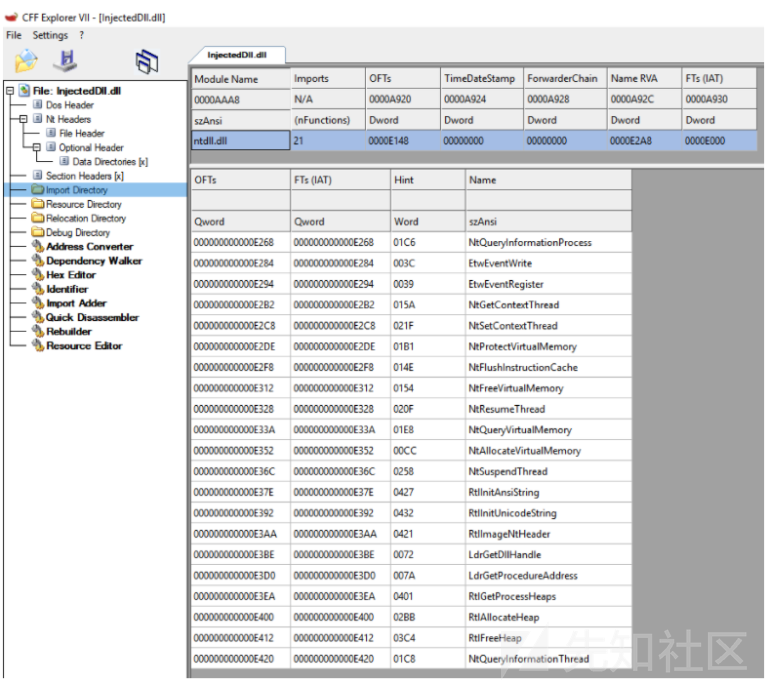 CFF Explorer VII - [InjectedDll.dll]
File Settings ?
InjectedDll.dll
File: InjectedDll.dll
Dos Header
Nt Headers
File Header
Optional Header
Data Directories [x]
Section Headers [x]
Import Directory
Resource Directory
Relocation Directory
Debug Directory
Address Converter
Dependency Walker
Hex Editor
Identifier
Import Adder
Quick Disassembler
Rebuilder
Resource Editor
Module Name Imports OFTs TimeDateStamp ForwarderChain Name RVA FTs (IAT)
0000AAA8 N/A 0000A920 0000A924 0000A928 0000A92C 0000A930
szAnsi (nFunctions) Dword Dword Dword Dword Dword
ntdll.dll 21 0000E148 00000000 00000000 0000E2A8 0000E000
OFTs FTs (IAT) Hint Name
Qword Qword Word szAnsi
000000000000E268 000000000000E268 01C6 NtQueryInformationProcess
000000000000E284 000000000000E284 003C EtwEventWrite
000000000000E294 000000000000E294 0039 EtwEventRegister
000000000000E2B2 000000000000E2B2 015A NtGetContextThread
000000000000E2C8 000000000000E2C8 021F NtSetContextThread
000000000000E2DE 000000000000E2DE 01B1 NtProtectVirtualMemory
000000000000E2F8 000000000000E2F8 014E NtFlushInstructionCache
000000000000E312 000000000000E312 0154 NtFreeVirtualMemory
000000000000E328 000000000000E328 020F NtResumeThread
000000000000E33A 000000000000E33A 01E8 NtQueryVirtualMemory
000000000000E352 000000000000E352 00CC NtAllocateVirtualMemory
000000000000E36C 000000000000E36C 0258 NtSuspendThread
000000000000E37E 000000000000E37E 0427 RtlInitAnsiString
000000000000E392 000000000000E392 0432 RtlInitUnicodeString
000000000000E3AA 000000000000E3AA 0421 RtlImageNtHeader
000000000000E3BE 000000000000E3BE 0072 LdrGetDllHandle
000000000000E3D0 000000000000E3D0 007A LdrGetProcedureAddress
000000000000E3EA 000000000000E3EA 0401 RtlGetProcessHeaps
000000000000E400 000000000000E400 02BB RtlAllocateHeap
000000000000E412 000000000000E412 03C4 RtlFreeHeap
000000000000E420 000000000000E420 01C8 NtQueryInformationThread
先知社区